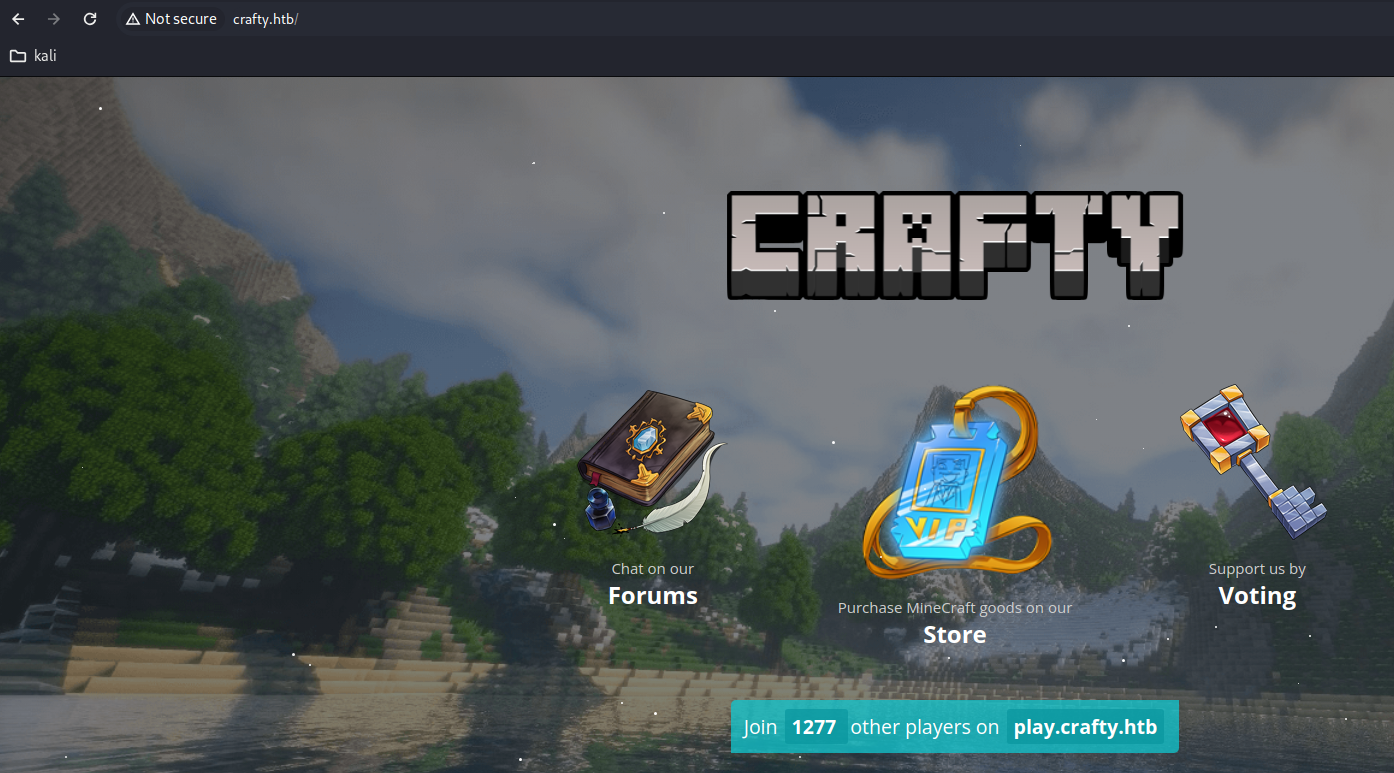 Not secure crafty.htb/
kali
CRAFTY
Chat on our
Forums
VIP
Purchase MineCraft goods on our
Store
Support us by
Voting
Join 1277 other players on play.crafty.htb